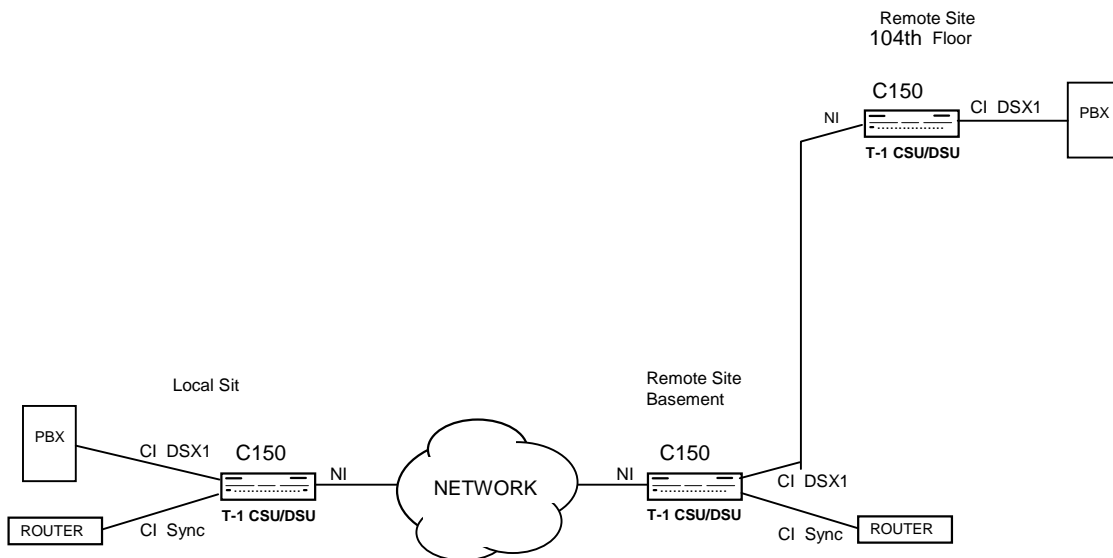 Remote Site
104th Floor
C150
CI DSX1
PBX
NI
T-1 CSU/DSU
Local Sit
Remote Site
Basement
PBX
CI DSX1
C150
NI
NETWORK
NI
C150
CI DSX1
T-1 CSU/DSU
T-1 CSU/DSU
ROUTER
CI Sync
CI Sync
ROUTER